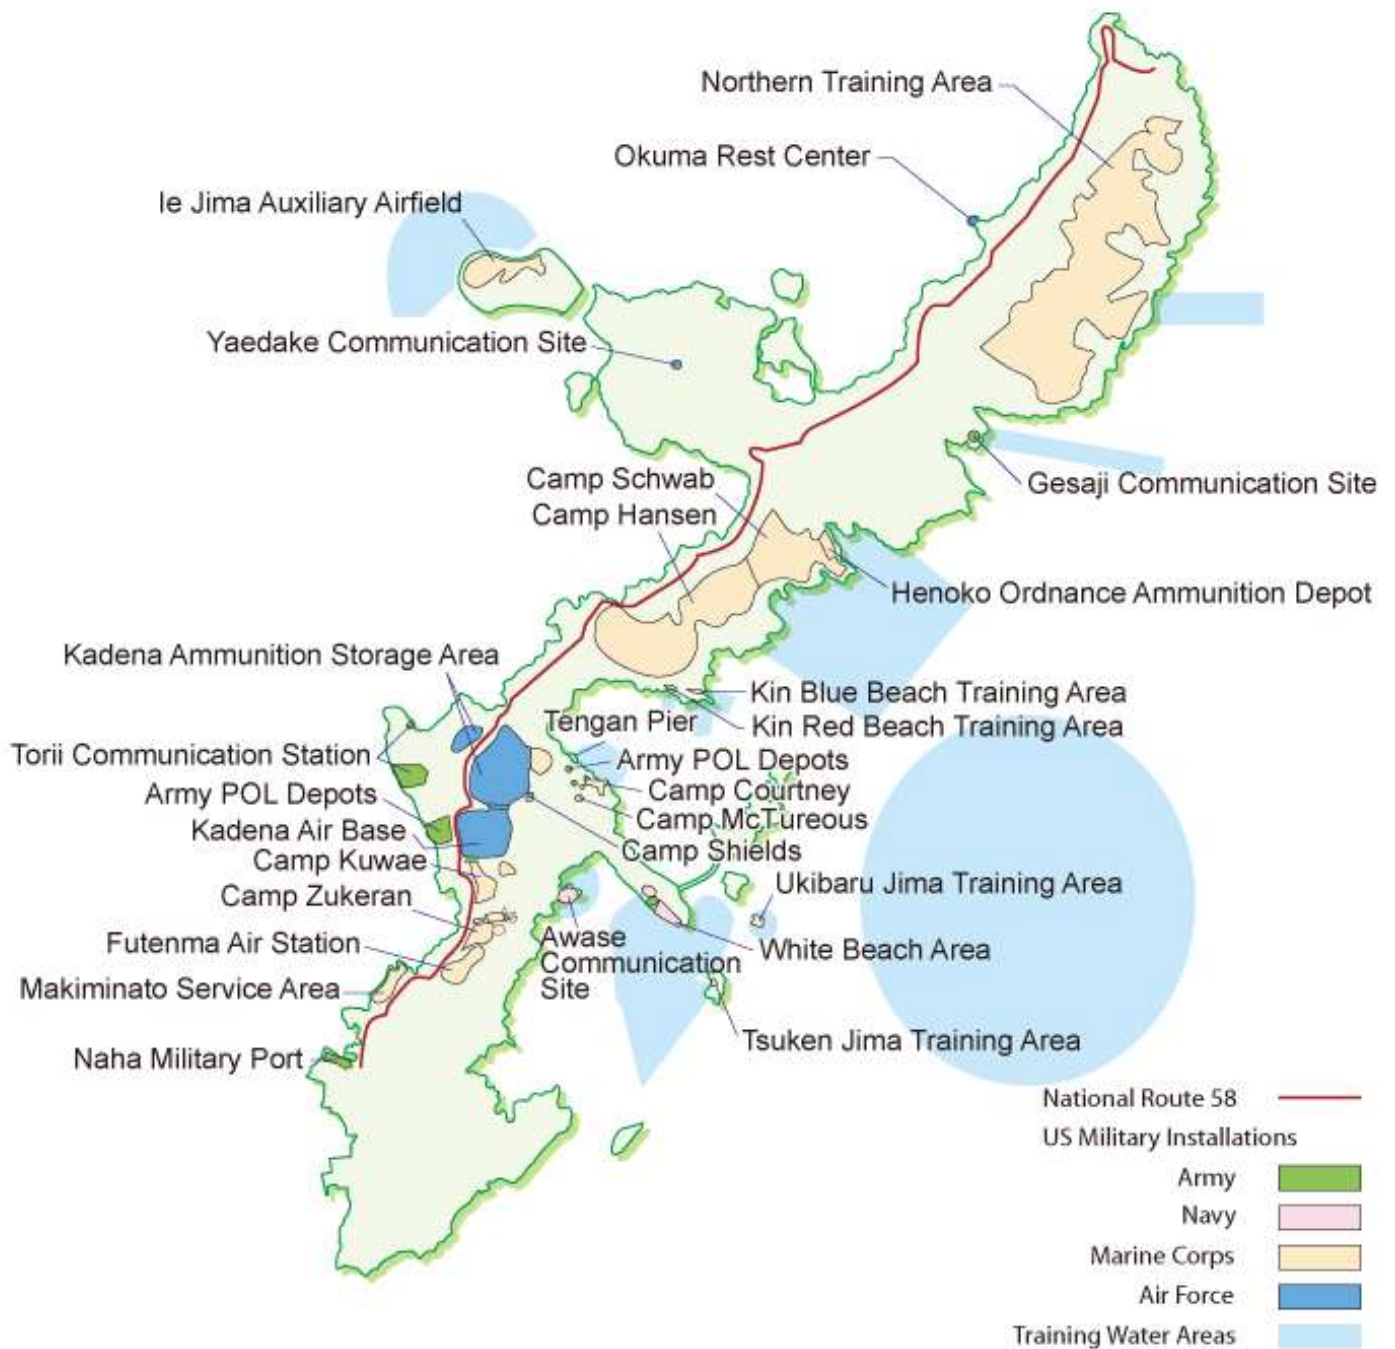 Northern Training Area
Okuma Rest Center
Ie Jima Auxiliary Airfield
Yaedake Communication Site
Camp Schwab
Camp Hansen
Gesaji Communication Site
Henoko Ordnance Ammunition Depot
Kadena Ammunition Storage Area
Kin Blue Beach Training Area
Kin Red Beach Training Area
Tengan Pier
Torii Communication Station
Army POL Depots
Army POL Depots
Camp Courtney
Camp McTureous
Kadena Air Base
Camp Shields
Camp Kuwae
Ukibaru Jima Training Area
Camp Zukeran
Futenma Air Station
Awase
Communication
Site
White Beach Area
Makiminato Service Area
Tsuken Jima Training Area
Naha Military Port
National Route 58
US Military Installations
Army
Navy
Marine Corps
Air Force
Training Water Areas